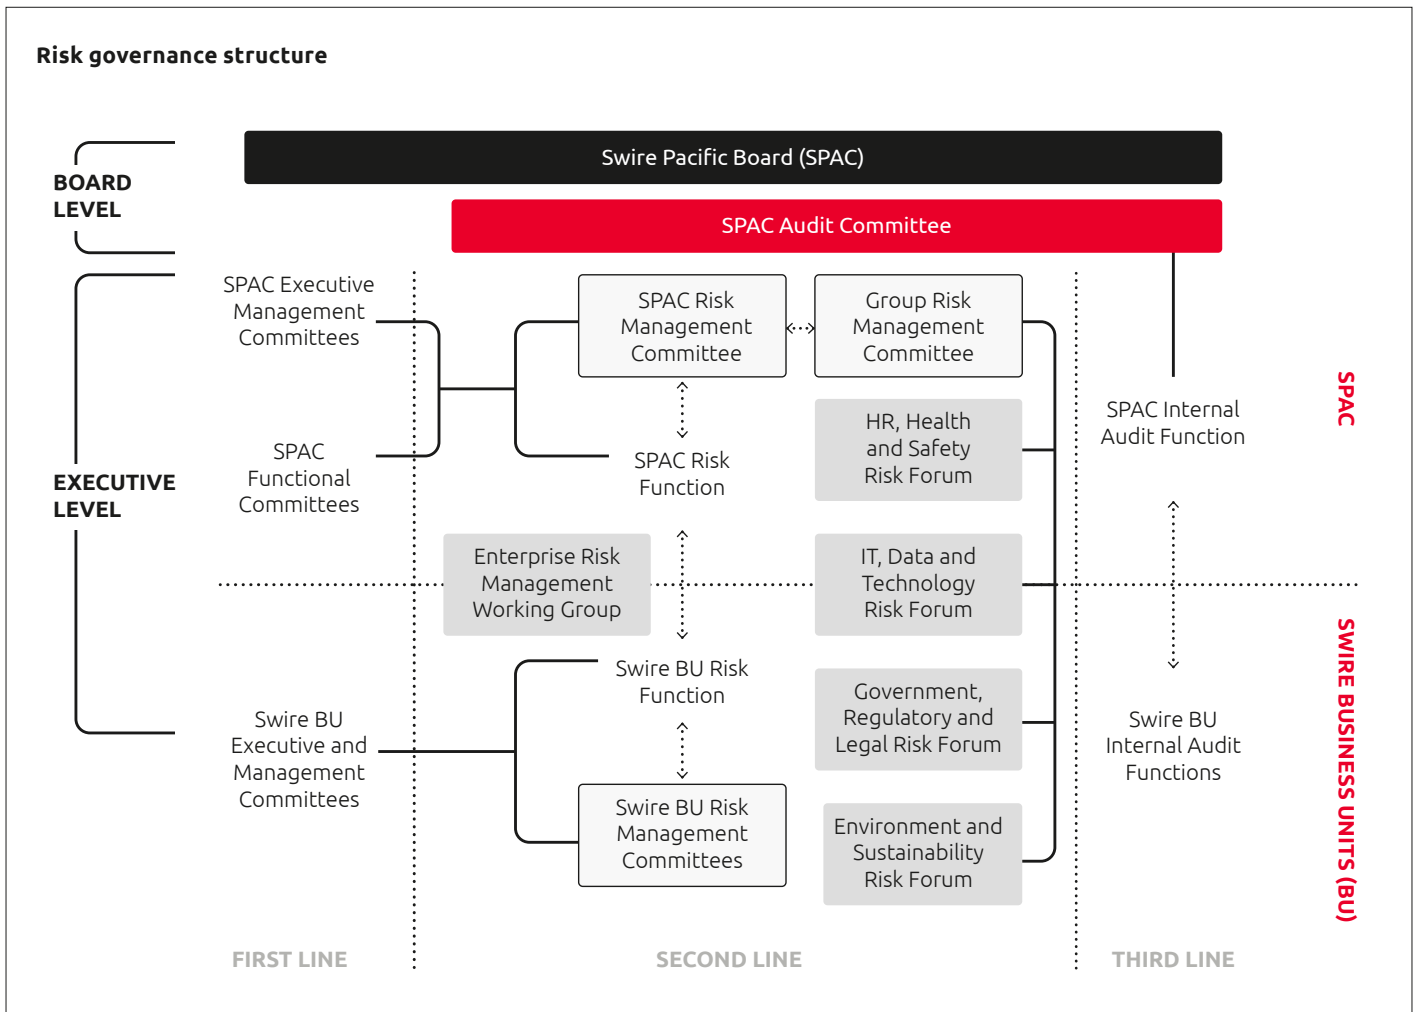 Risk governance structure
Swire Pacific Board (SPAC)
BOARD
LEVEL
SPAC Audit Committee
SPAC Executive
Management
Committees
SPAC Risk
Management
Committee
Group Risk
Management
Committee
SPAC
HR, Health
and Safety
Risk Forum
SPAC Internal
Audit Function
SPAC
Functional
Committees
SPAC Risk
Function
EXECUTIVE
LEVEL
Enterprise Risk
Management
Working Group
IT, Data and
Technology
Risk Forum
SWIRE BUSINESS UNITS (BU)
Swire BU Risk
Function
Government,
Regulatory and
Legal Risk Forum
Swire BU
Executive and
Management
Committees
Swire BU
Internal Audit
Functions
Swire BU Risk
Management
Committees
Environment and
Sustainability
Risk Forum
FIRST LINE
SECOND LINE
THIRD LINE